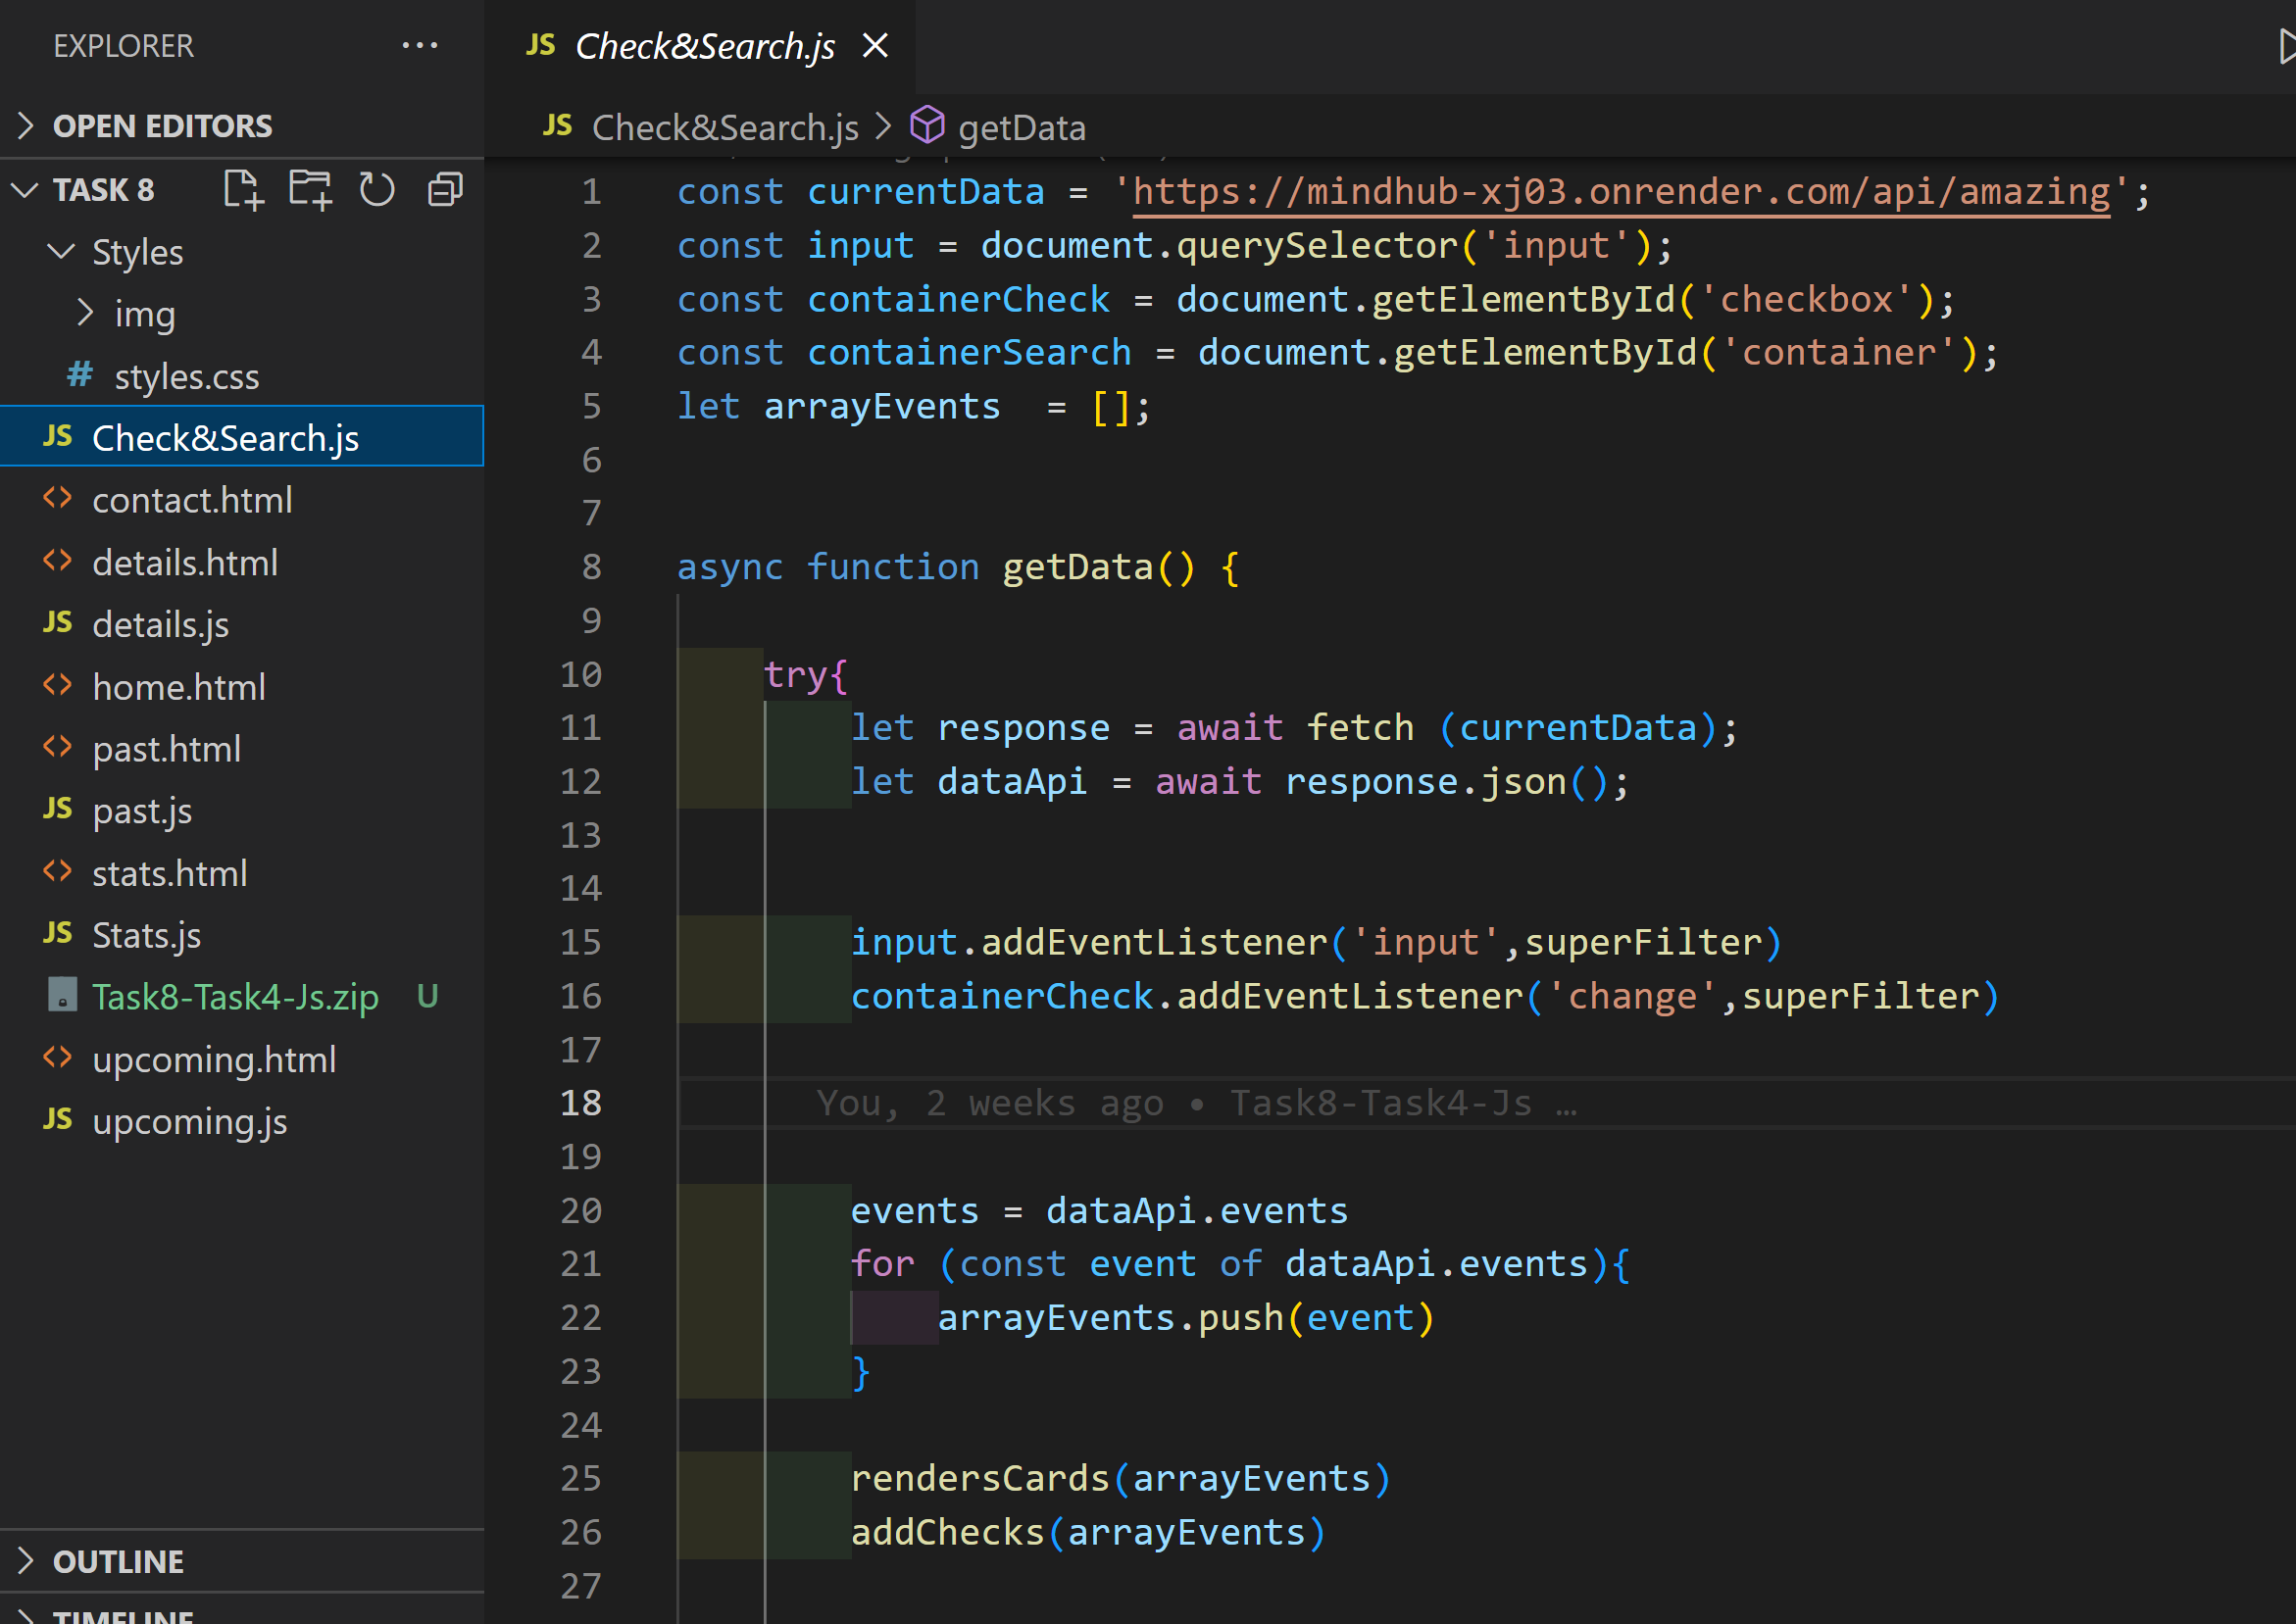 EXPLORER ...
OPEN EDITORS
TASK 8
Styles
img
# styles.css
JS Check&Search.js
<> contact.html
<> details.html
JS details.js
<> home.html
<> past.html
JS past.js
<> stats.html
JS Stats.js
Task8-Task4-Js.zip U
<> upcoming.html
JS upcoming.js
OUTLINE
TIMELINE
JS Check&Search.js
JS Check&Search.js > getData
1 const currentData = 'https://mindhub-xj03.onrender.com/api/amazing';
2 const input = document.querySelector('input');
3 const containerCheck = document.getElementById('checkbox');
4 const containerSearch = document.getElementById('container');
5 let arrayEvents  = [];
6
7
8 async function getData() {
9
10     try{
11         let response = await fetch (currentData);
12         let dataApi = await response.json();
13
14
15         input.addEventListener('input',superFilter)
16         containerCheck.addEventListener('change',superFilter)
17
18 You, 2 weeks ago • Task8-Task4-Js …
19
20         events = dataApi.events
21         for (const event of dataApi.events){
22             arrayEvents.push(event)
23         }
24
25         rendersCards(arrayEvents)
26         addChecks(arrayEvents)
27